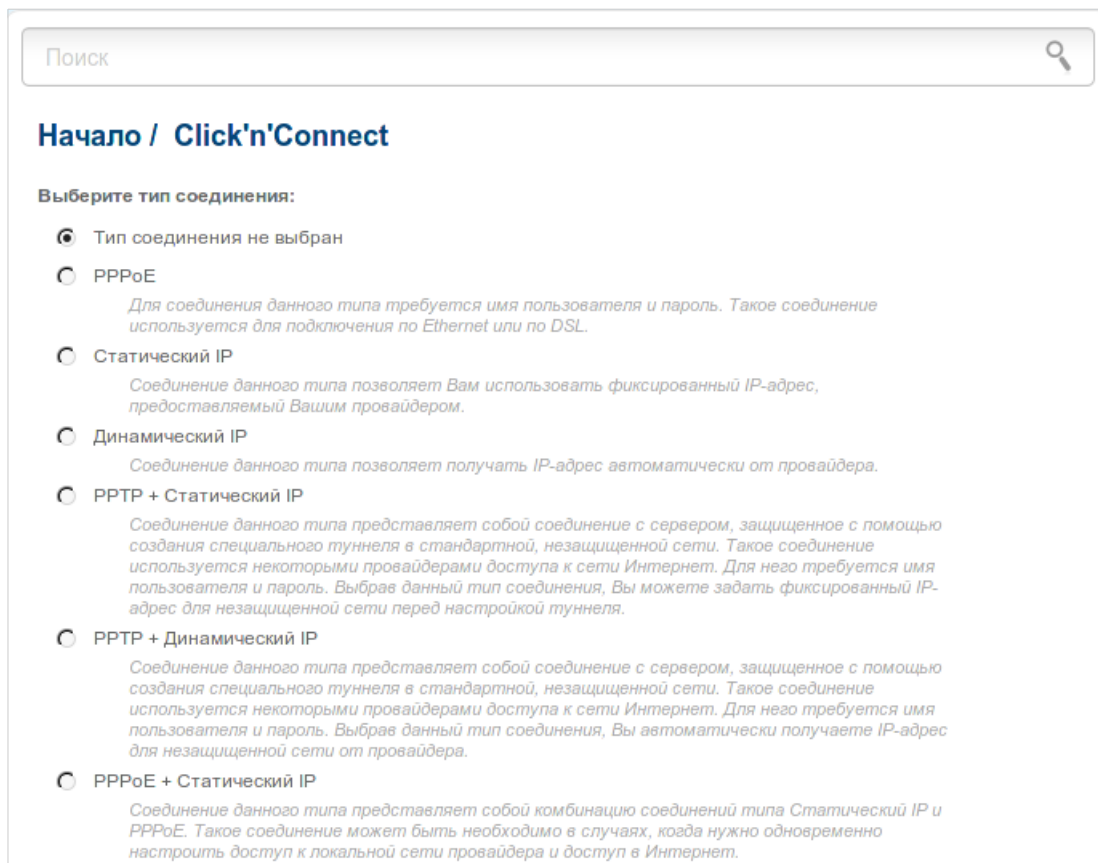 Поиск
Начало / Click'n'Connect
Выберите тип соединения:
Тип соединения не выбран
PPPoE
Для соединения данного типа требуется имя пользователя и пароль. Такое соединение
используется для подключения по Ethernet или по DSL.
Статический IP
Соединение данного типа позволяет Вам использовать фиксированный IP-адрес,
предоставляемый Вашим провайдером.
Динамический IP
Соединение данного типа позволяет получать IP-адрес автоматически от провайдера.
PPTP + Статический IP
Соединение данного типа представляет собой соединение с сервером, защищенное с помощью
создания специального туннеля в стандартной, незащищенной сети. Такое соединение
используется некоторыми провайдерами доступа к сети Интернет. Для него требуется имя
пользователя и пароль. Выбрав данный тип соединения, Вы можете задать фиксированный IP-
адрес для незащищенной сети перед настройкой туннеля.
PPTP + Динамический IP
Соединение данного типа представляет собой соединение с сервером, защищенное с помощью
создания специального туннеля в стандартной, незащищенной сети. Такое соединение
используется некоторыми провайдерами доступа к сети Интернет. Для него требуется имя
пользователя и пароль. Выбрав данный тип соединения, Вы автоматически получаете IP-адрес
для незащищенной сети от провайдера.
PPPoE + Статический IP
Соединение данного типа представляет собой комбинацию соединений типа Статический IP и
PPPoE. Такое соединение может быть необходимо в случаях, когда нужно одновременно
настроить доступ к локальной сети провайдера и доступ в Интернет.